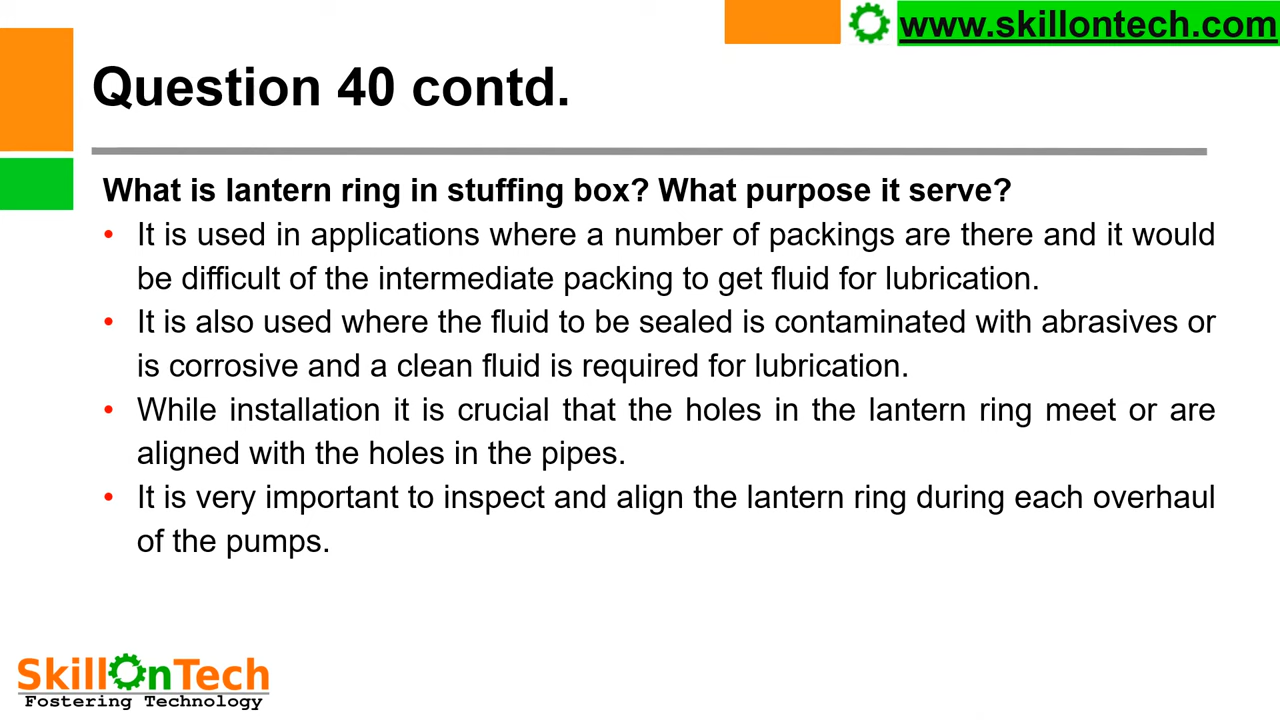 www.skillontech.com
Question 40 contd.
What is lantern ring in stuffing box? What purpose it serve?
• It is used in applications where a number of packings are there and it would
be difficult of the intermediate packing to get fluid for lubrication.
• It is also used where the fluid to be sealed is contaminated with abrasives or
is corrosive and a clean fluid is required for lubrication.
• While installation it is crucial that the holes in the lantern ring meet or are
aligned with the holes in the pipes.
• It is very important to inspect and align the lantern ring during each overhaul
of the pumps.
SkillOnTech
Fostering Technology